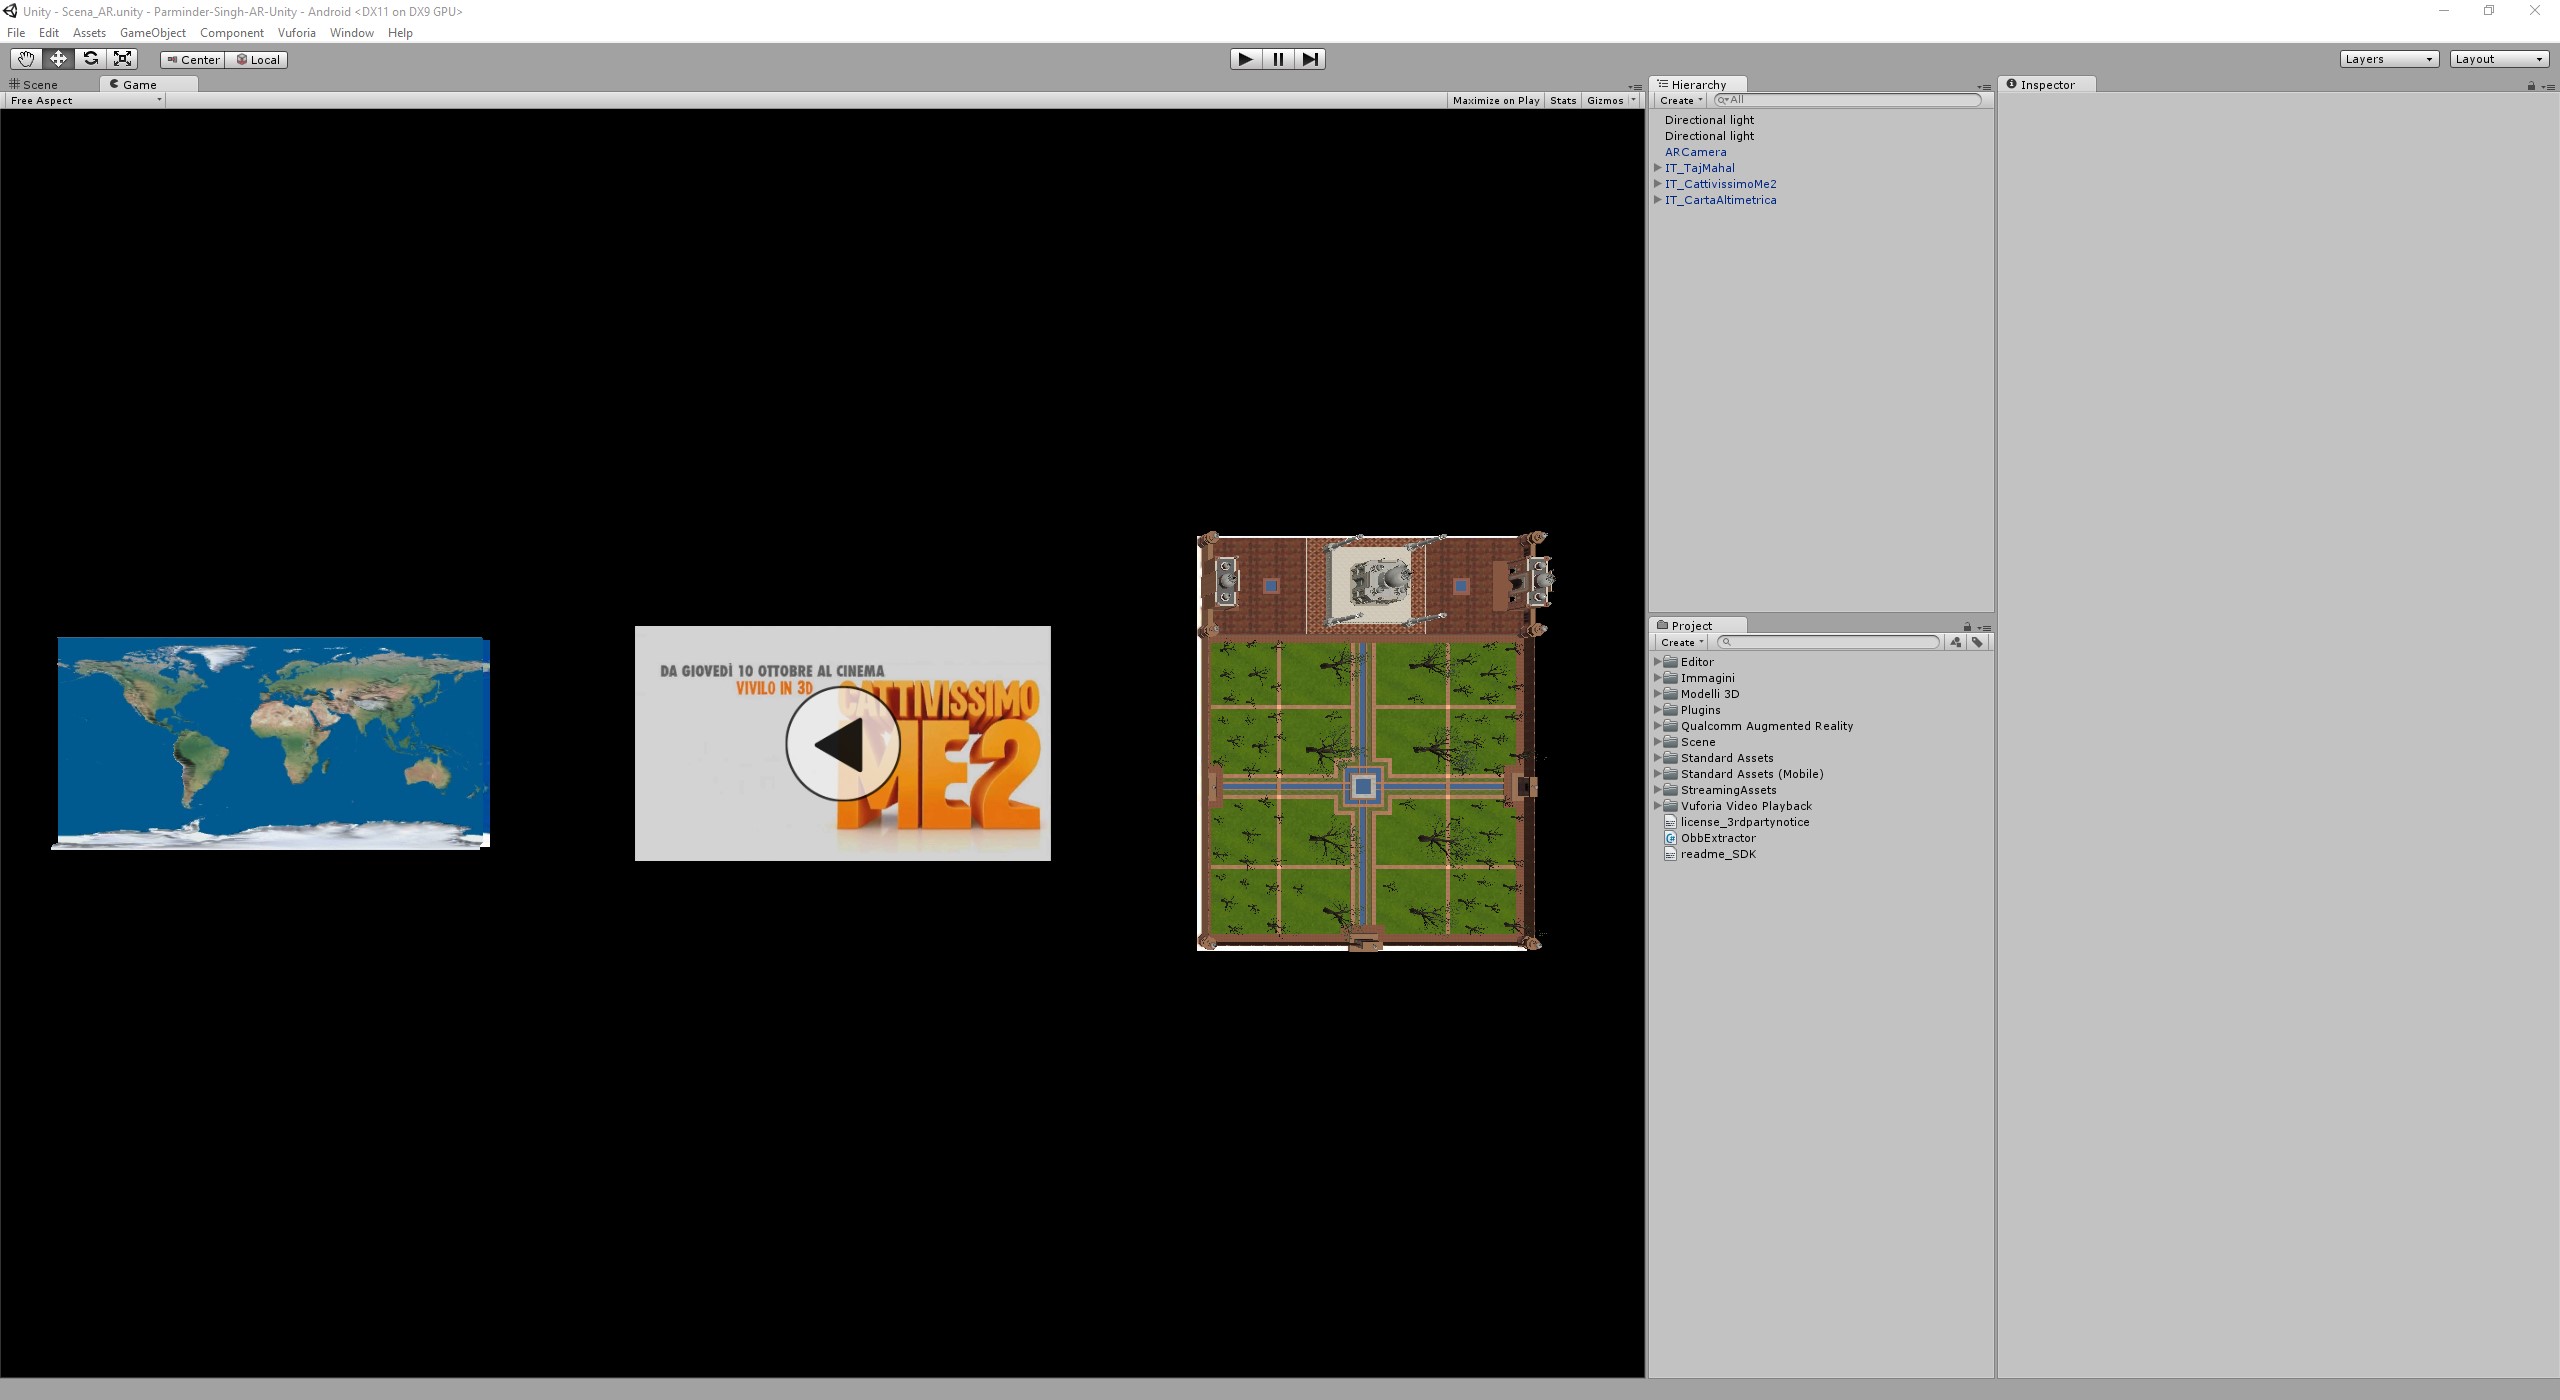 Unity - Scena_AR.unity - Parminder-Singh-AR-Unity - Android <DX11 on DX9 GPU>
File Edit Assets GameObject Component Vuforia Window Help
Center Local Layers Layout
Scene Game
Free Aspect Maximize on Play Stats Gizmos
DA GIOVEDÌ 10 OTTOBRE AL CINEMA
VIVILO IN 3D
CATTIVISSIMO
ME2
Hierarchy
Create All
Directional light
Directional light
ARCamera
IT_TajMahal
IT_CattivissimoMe2
IT_CartaAltimetrica
Project
Create
Editor
Immagini
Modelli 3D
Plugins
Qualcomm Augmented Reality
Scene
Standard Assets
Standard Assets (Mobile)
StreamingAssets
Vuforia Video Playback
license_3rdpartynotice
ObbExtractor
readme_SDK
Inspector